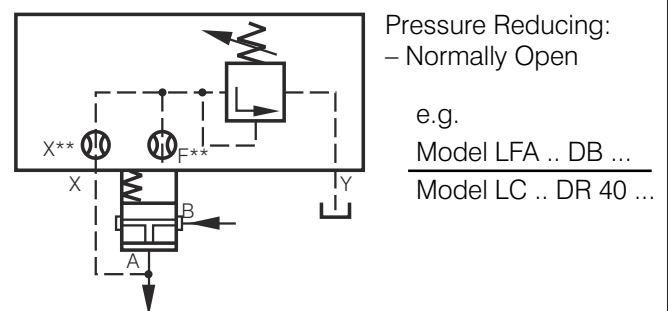 Pressure Reducing:
– Normally Open
e.g.
Model LFA .. DB ...
Model LC .. DR 40 ...
X**
F**
X
Y
B
A